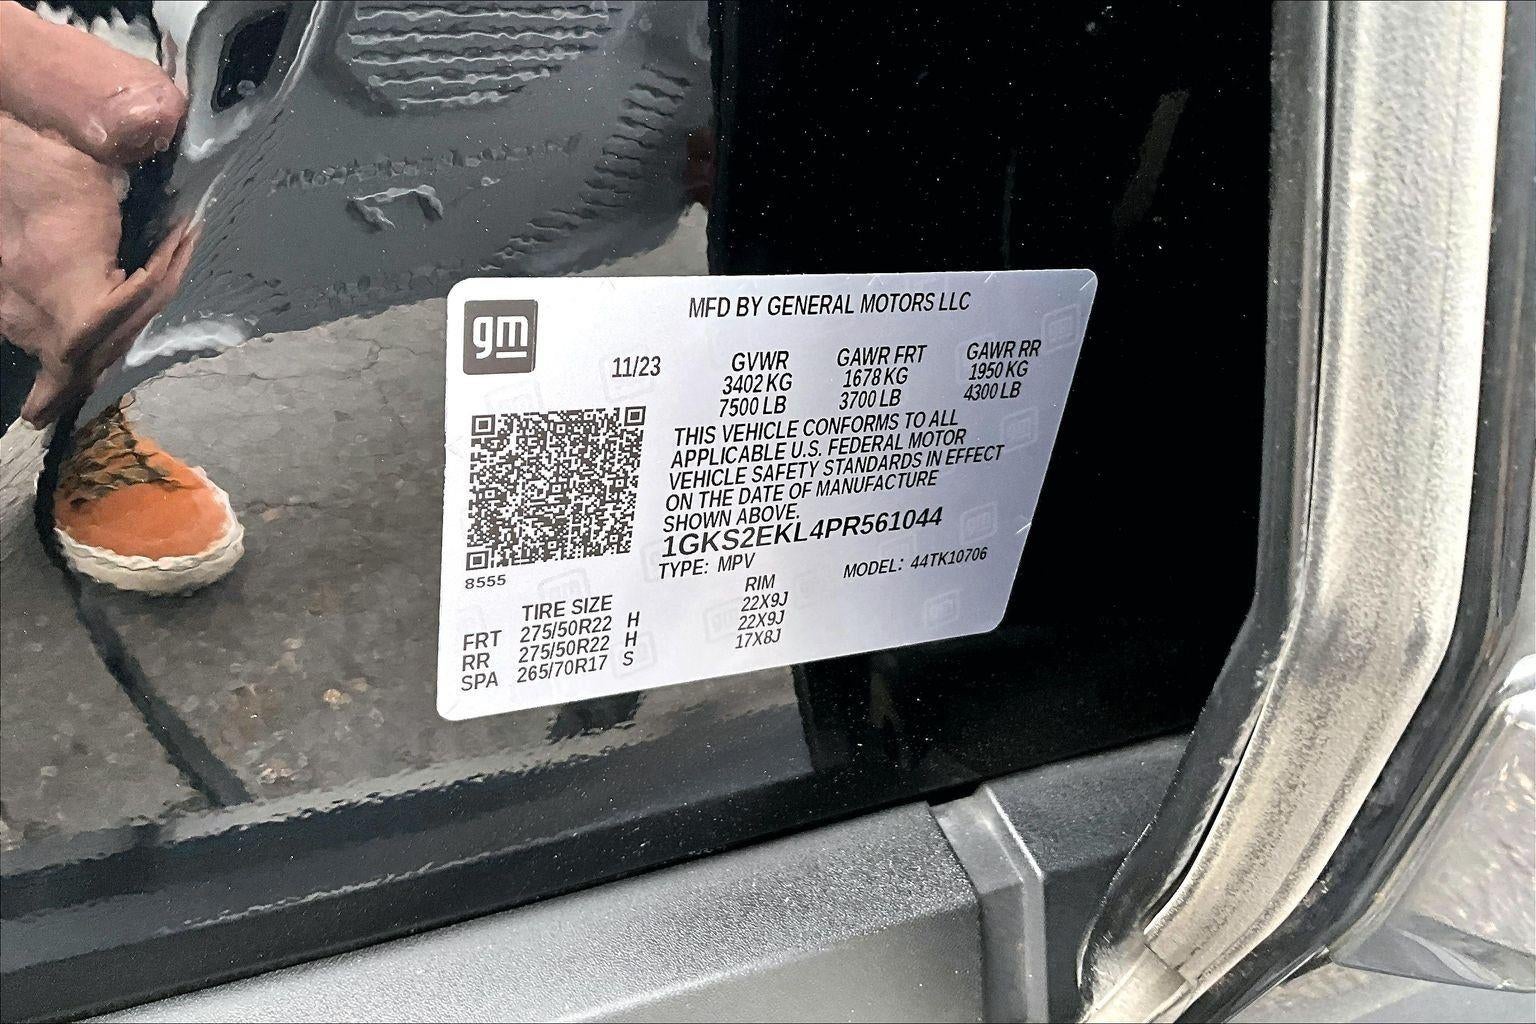 gm
MFD BY GENERAL MOTORS LLC
11/23 GVWR GAWR FRT GAWR RR
3402 KG 1678 KG 1950 KG
7500 LB 3700 LB 4300 LB
THIS VEHICLE CONFORMS TO ALL
APPLICABLE U.S. FEDERAL MOTOR
VEHICLE SAFETY STANDARDS IN EFFECT
ON THE DATE OF MANUFACTURE
SHOWN ABOVE.
1GKS2EKL4PR561044
TYPE: MPV MODEL: 44TK10706
8555
TIRE SIZE RIM
FRT 275/50R22 H 22X9J
RR 275/50R22 H 22X9J
SPA 265/70R17 S 17X8J